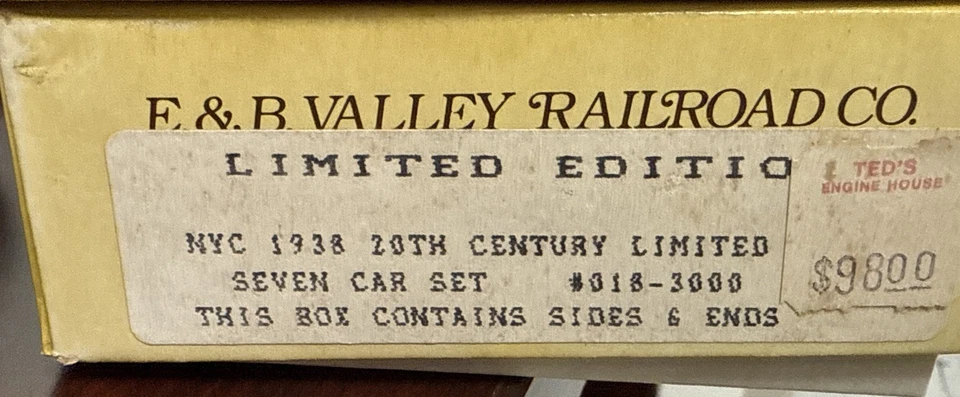 E. & B. VALLEY RAILROAD CO.
LIMITED EDITIO
TED'S
ENGINE HOUSE
NYC 1938 20TH CENTURY LIMITED
SEVEN CAR SET #018-3000
$9800
THIS BOX CONTAINS SIDES & ENDS